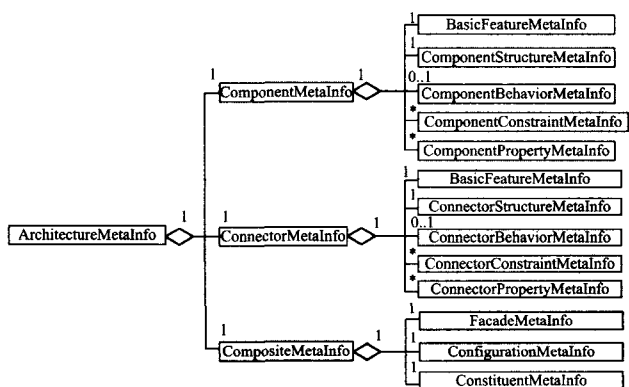 1
BasicFeatureMetaInfo
1
ComponentStructureMetaInfo
1
ComponentMetaInfo
1
0..1
ComponentBehaviorMetaInfo
*
ComponentConstraintMetaInfo
*
ComponentPropertyMetaInfo
1
BasicFeatureMetaInfo
1
ConnectorStructureMetaInfo
ArchitectureMetaInfo
1
1
ConnectorMetaInfo
1
0..1
ConnectorBehaviorMetaInfo
*
ConnectorConstraintMetaInfo
*
ConnectorPropertyMetaInfo
1
FacadeMetaInfo
1
CompositeMetaInfo
1
1
ConfigurationMetaInfo
1
ConstituentMetaInfo